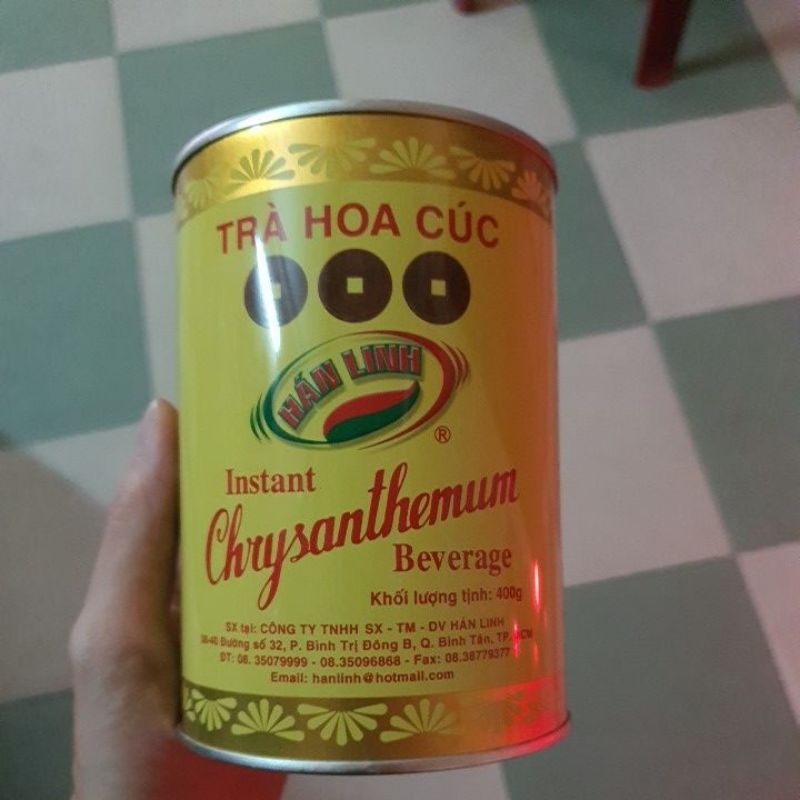 TRÀ HOA CÚC
HÁN LINH
®
Instant
Chrysanthemum
Beverage
Khối lượng tịnh: 400g
SX tại: CÔNG TY TNHH SX - TM - DV HÁN LINH
38-40 Đường số 32, P. Bình Trị Đông B, Q. Bình Tân, TP. HCM
ĐT: 08. 35079999 - 08.35096868 - Fax: 08.38779377
Email: hanlinh@hotmail.com